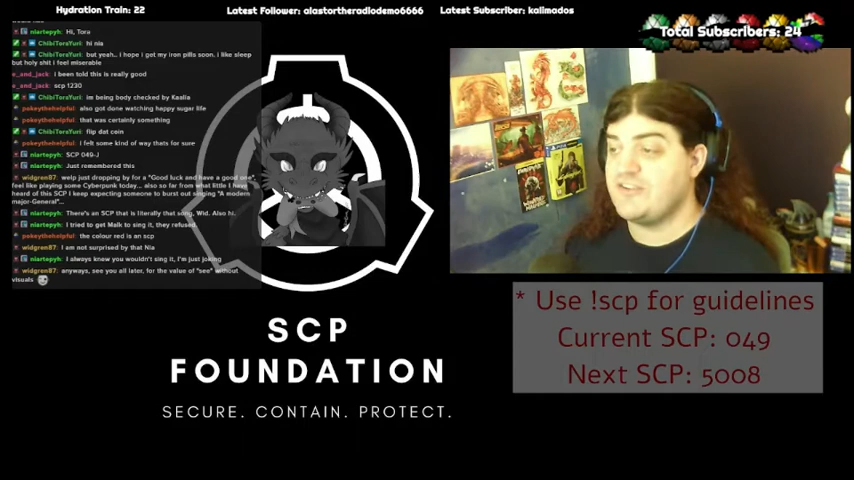 Hydration Train: 22
Latest Follower: alastortheradiodemo6666
Latest Subscriber: kalimados
Total Subscribers: 24
niartepyh: Hi, Tora
ChibiToraYuri: hi nia
ChibiToraYuri: but yeah.. i hope i get my iron pills soon. i like sleep
but holy shit i feel miserable
e_and_jack: i been told this is really good
e_and_jack: scp 1230
ChibiToraYuri: im being body checked by Kaalia
pokeythehelpful: also got done watching happy sugar life
pokeythehelpful: that was certainly something
ChibiToraYuri: flip dat coin
pokeythehelpful: I felt some kind of way thats for sure
niartepyh: SCP 049-J
niartepyh: Just remembered this
widgren87: welp just dropping by for a "Good luck and have a good one",
feel like playing some Cyberpunk today... also so far from what little I have
heard of this SCP I keep expecting someone to burst out singing "A modern
major-General"...
niartepyh: There's an SCP that is literally that song, Wid. Also hi.
niartepyh: I tried to get Malk to sing it, they refused.
pokeythehelpful: the colour red is an scp
widgren87: I am not surprised by that Nia
niartepyh: I always knew you wouldn't sing it, I'm just joking
widgren87: anyways, see you all later, for the value of "see" without
visuals
SCP
FOUNDATION
SECURE. CONTAIN. PROTECT.
* Use !scp for guidelines
Current SCP: 049
Next SCP: 5008